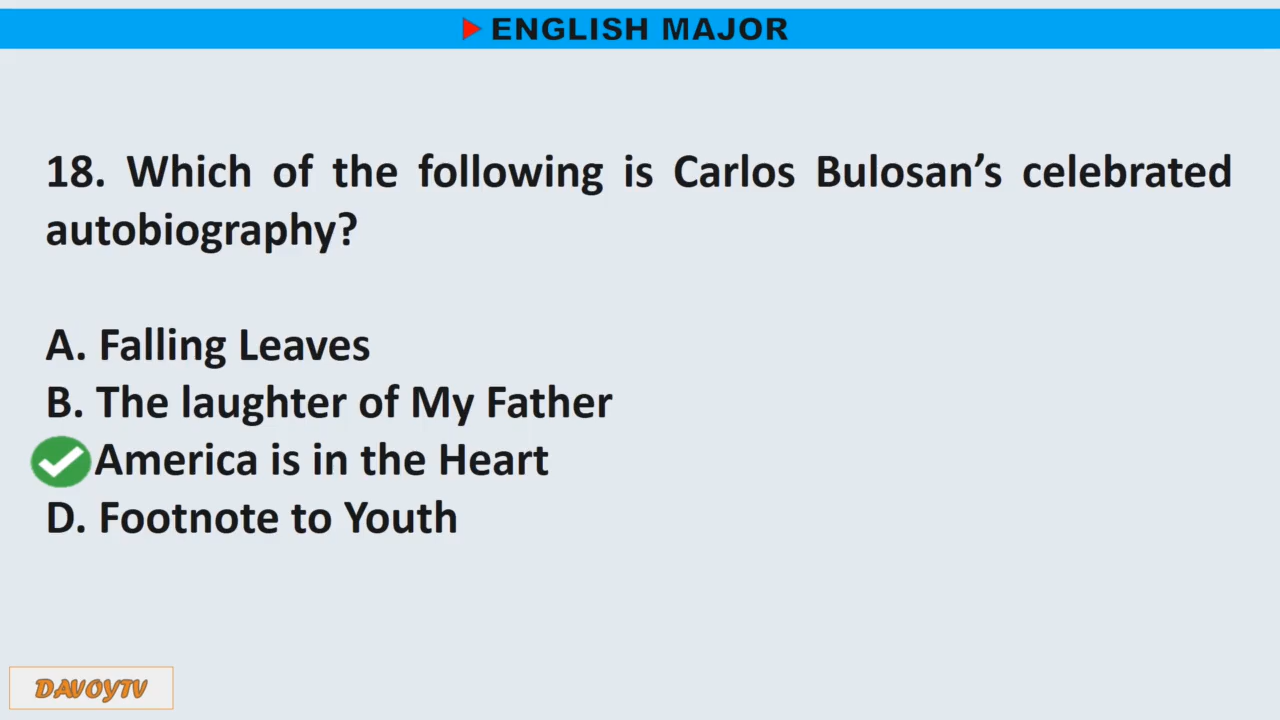 ENGLISH MAJOR
18. Which of the following is Carlos Bulosan’s celebrated
autobiography?
A. Falling Leaves
B. The laughter of My Father
America is in the Heart
D. Footnote to Youth
DAVOYTV